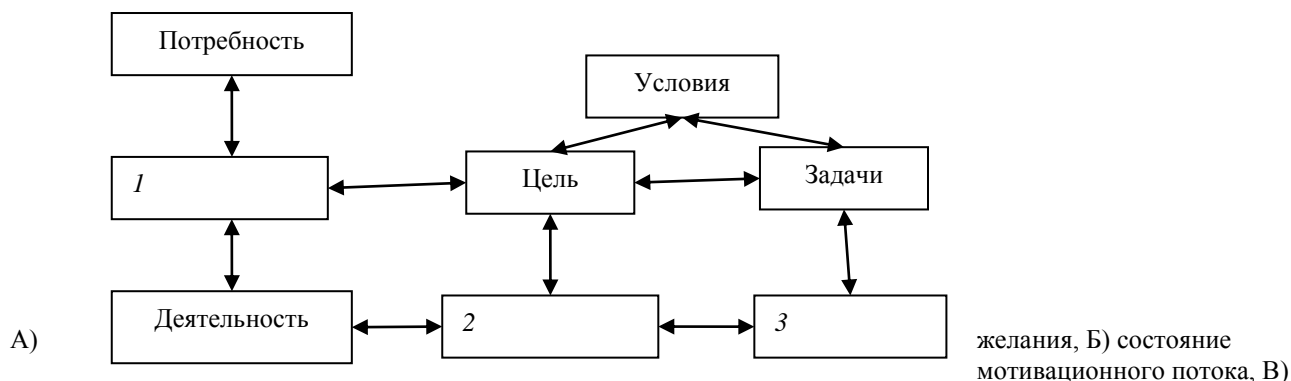 Потребность
Условия
1
Цель
Задачи
Деятельность
2
3
А)
желания, Б) состояние
мотивационного потока, В)